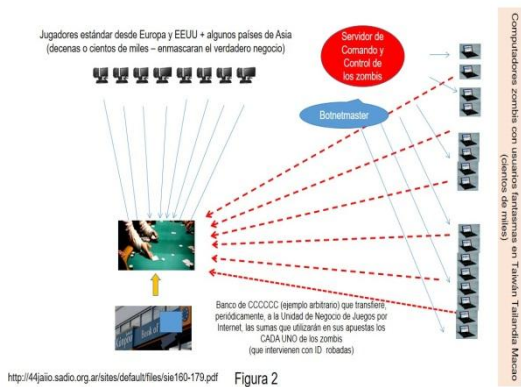 Jugadores estándar desde Europa y EEUU + algunos países de Asia
(decenas o cientos de miles – enmascaran el verdadero negocio)
Servidor de
Comando y
Control de
los zombis
Botnetmaster
Computadores zombis con usuarios fantasmas en Taiwán Tailandia Macao
(cientos de miles)
Banco de CCCCCC (ejemplo arbitrario) que transfiere,
periódicamente, a la Unidad de Negocio de Juegos por
Internet, las sumas que utilizarán en sus apuestas los
CADA UNO de los zombis
(que intervienen con ID robadas)
http://44jaiio.sadio.org.ar/sites/default/files/sie160-179.pdf
Figura 2